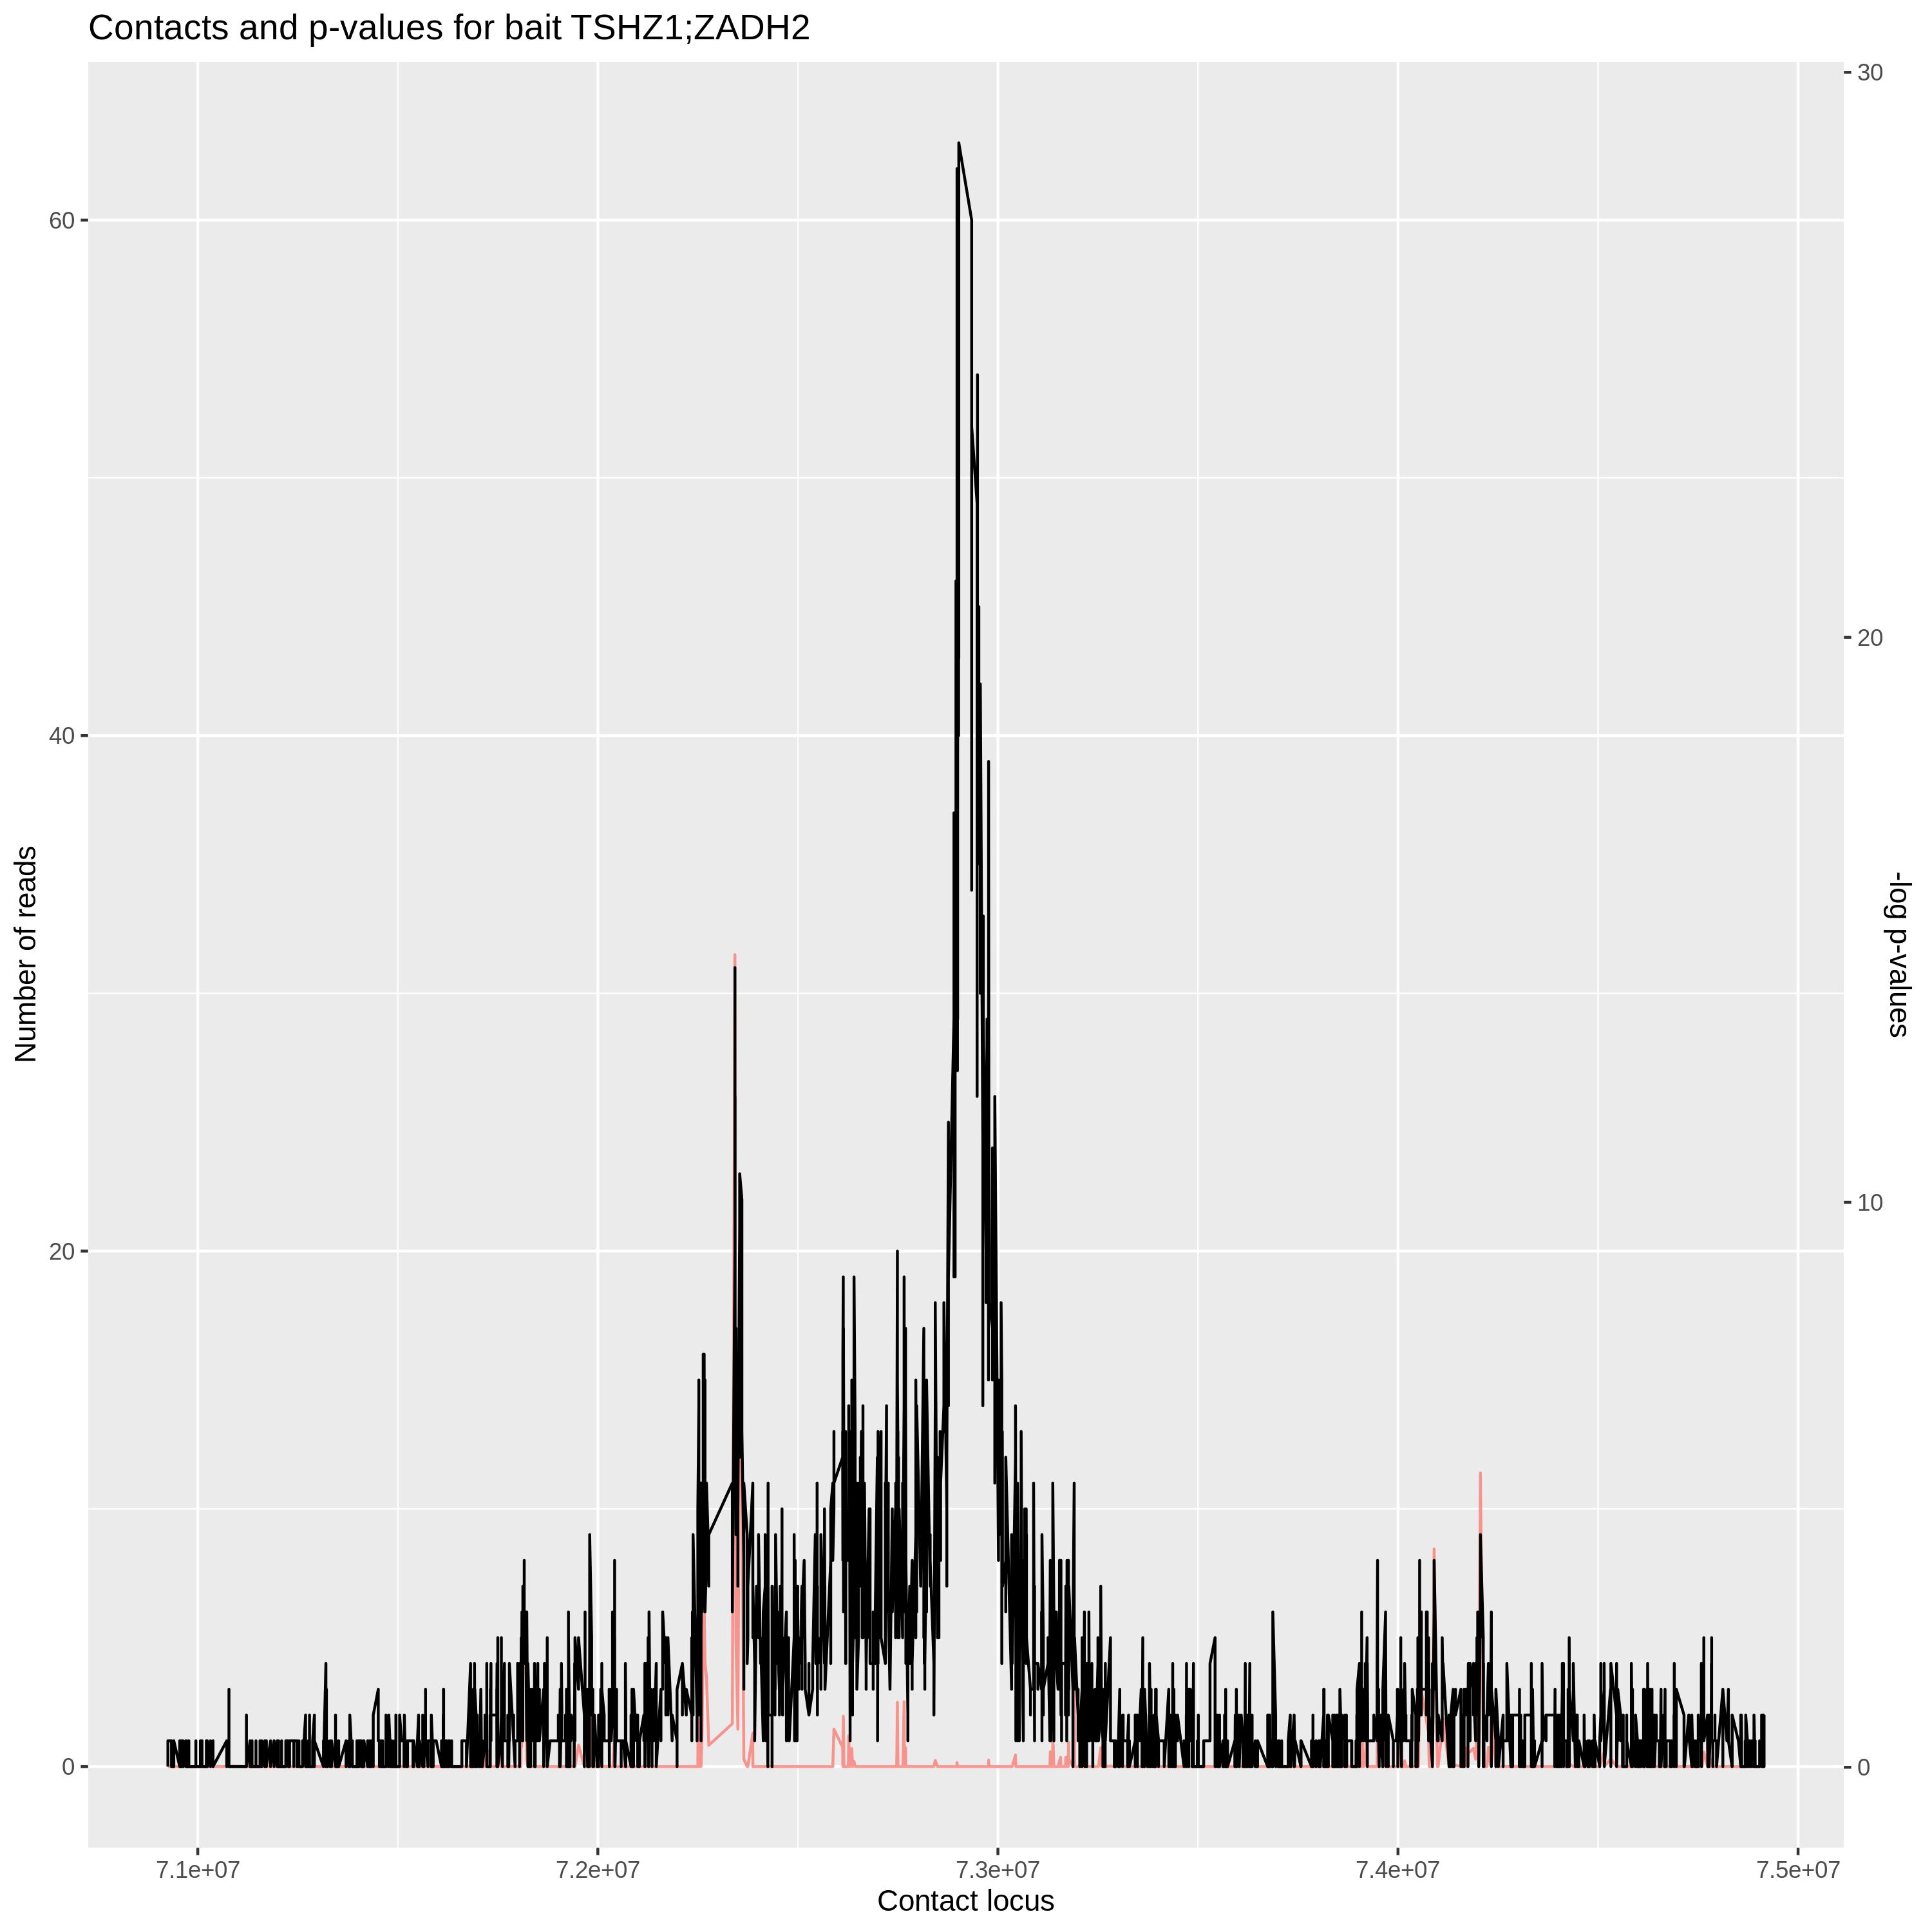 Contacts and p-values for bait TSHZ1;ZADH2
30
60
20
40
10
20
0
0
Number of reads
-log p-values
7.1e+07
7.2e+07
7.3e+07
7.4e+07
7.5e+07
Contact locus